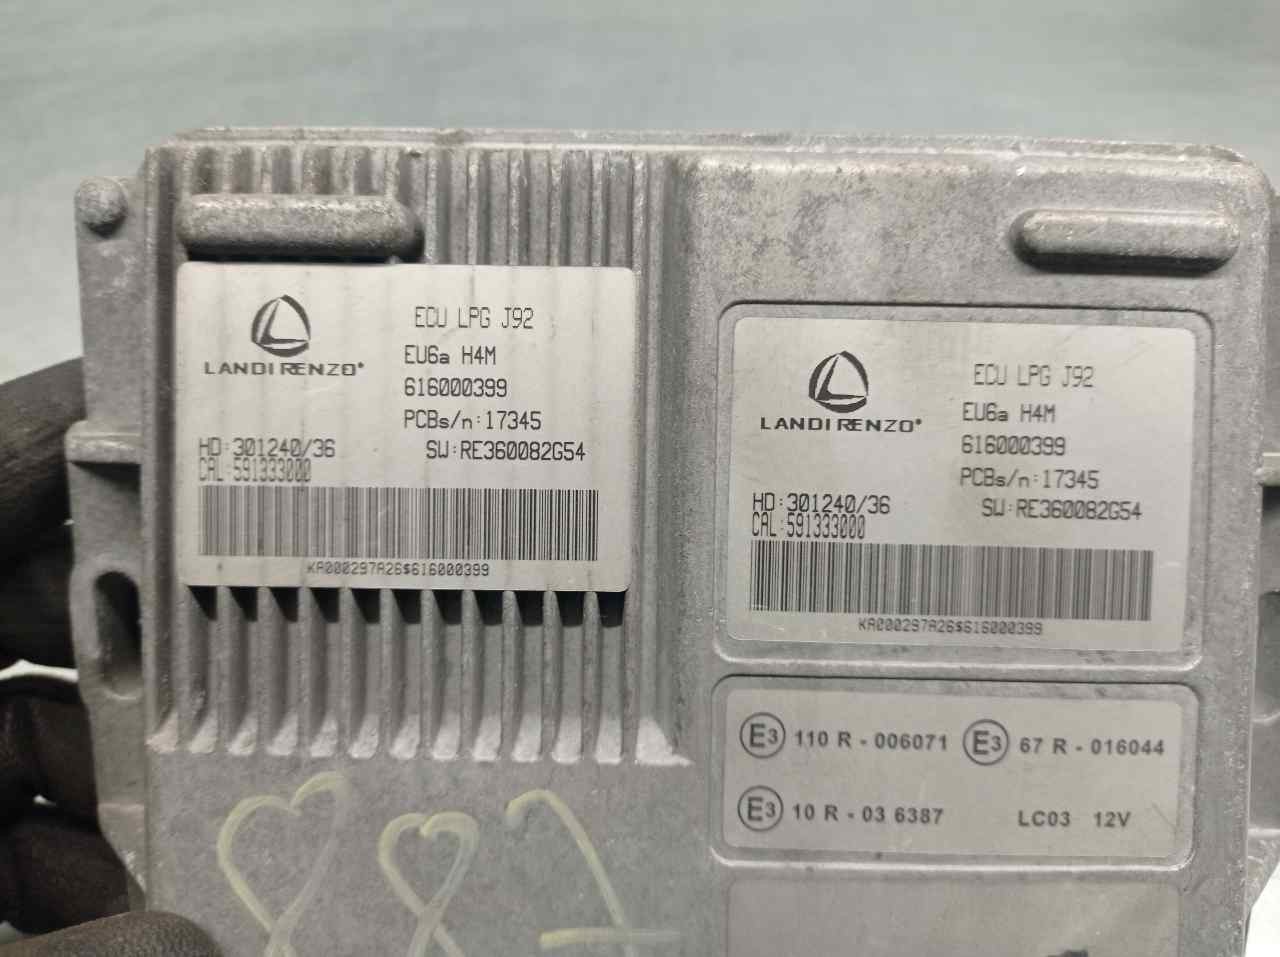 LANDIRENZO®
ECU LPG J92
EU6a H4M
616000399
PCBs/n:17345
HD:301240/36 SW:RE360082G54
CAL:591333000
KA000297A26$616000399
LANDIRENZO®
ECU LPG J92
EU6a H4M
616000399
PCBs/n:17345
HD:301240/36 SW:RE360082G54
CAL:591333000
KA000297A26$616000399
E3 110 R - 006071 E3 67 R - 016044
E3 10 R - 03 6387 LC03 12V